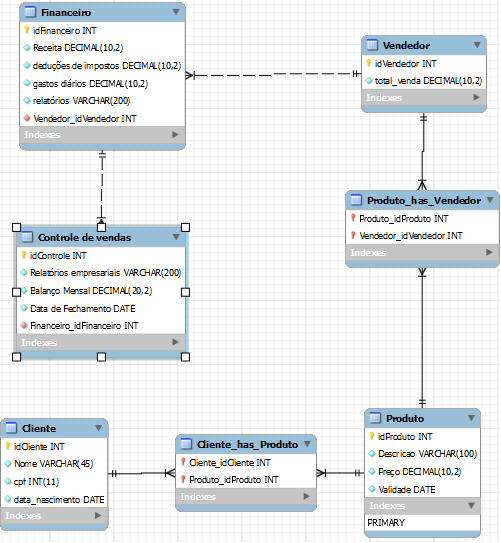 Financeiro
idFinanceiro INT
Receita DECIMAL(10,2)
deduções de impostos DECIMAL(10,2)
gastos diários DECIMAL(10,2)
relatórios VARCHAR(200)
Vendedor_idVendedor INT
Indexes
Vendedor
idVendedor INT
total_venda DECIMAL(10,2)
Indexes
Produto_has_Vendedor
Produto_idProduto INT
Vendedor_idVendedor INT
Indexes
Controle de vendas
idControle INT
Relatórios empresariais VARCHAR(200)
Balanço Mensal DECIMAL(20,2)
Data de Fechamento DATE
Financeiro_idFinanceiro INT
Indexes
Cliente
idCliente INT
Nome VARCHAR(45)
cpf INT(11)
data_nascimento DATE
Indexes
Cliente_has_Produto
Cliente_idCliente INT
Produto_idProduto INT
Indexes
Produto
idProduto INT
Descricao VARCHAR(100)
Preço DECIMAL(10,2)
Validade DATE
Indexes
PRIMARY